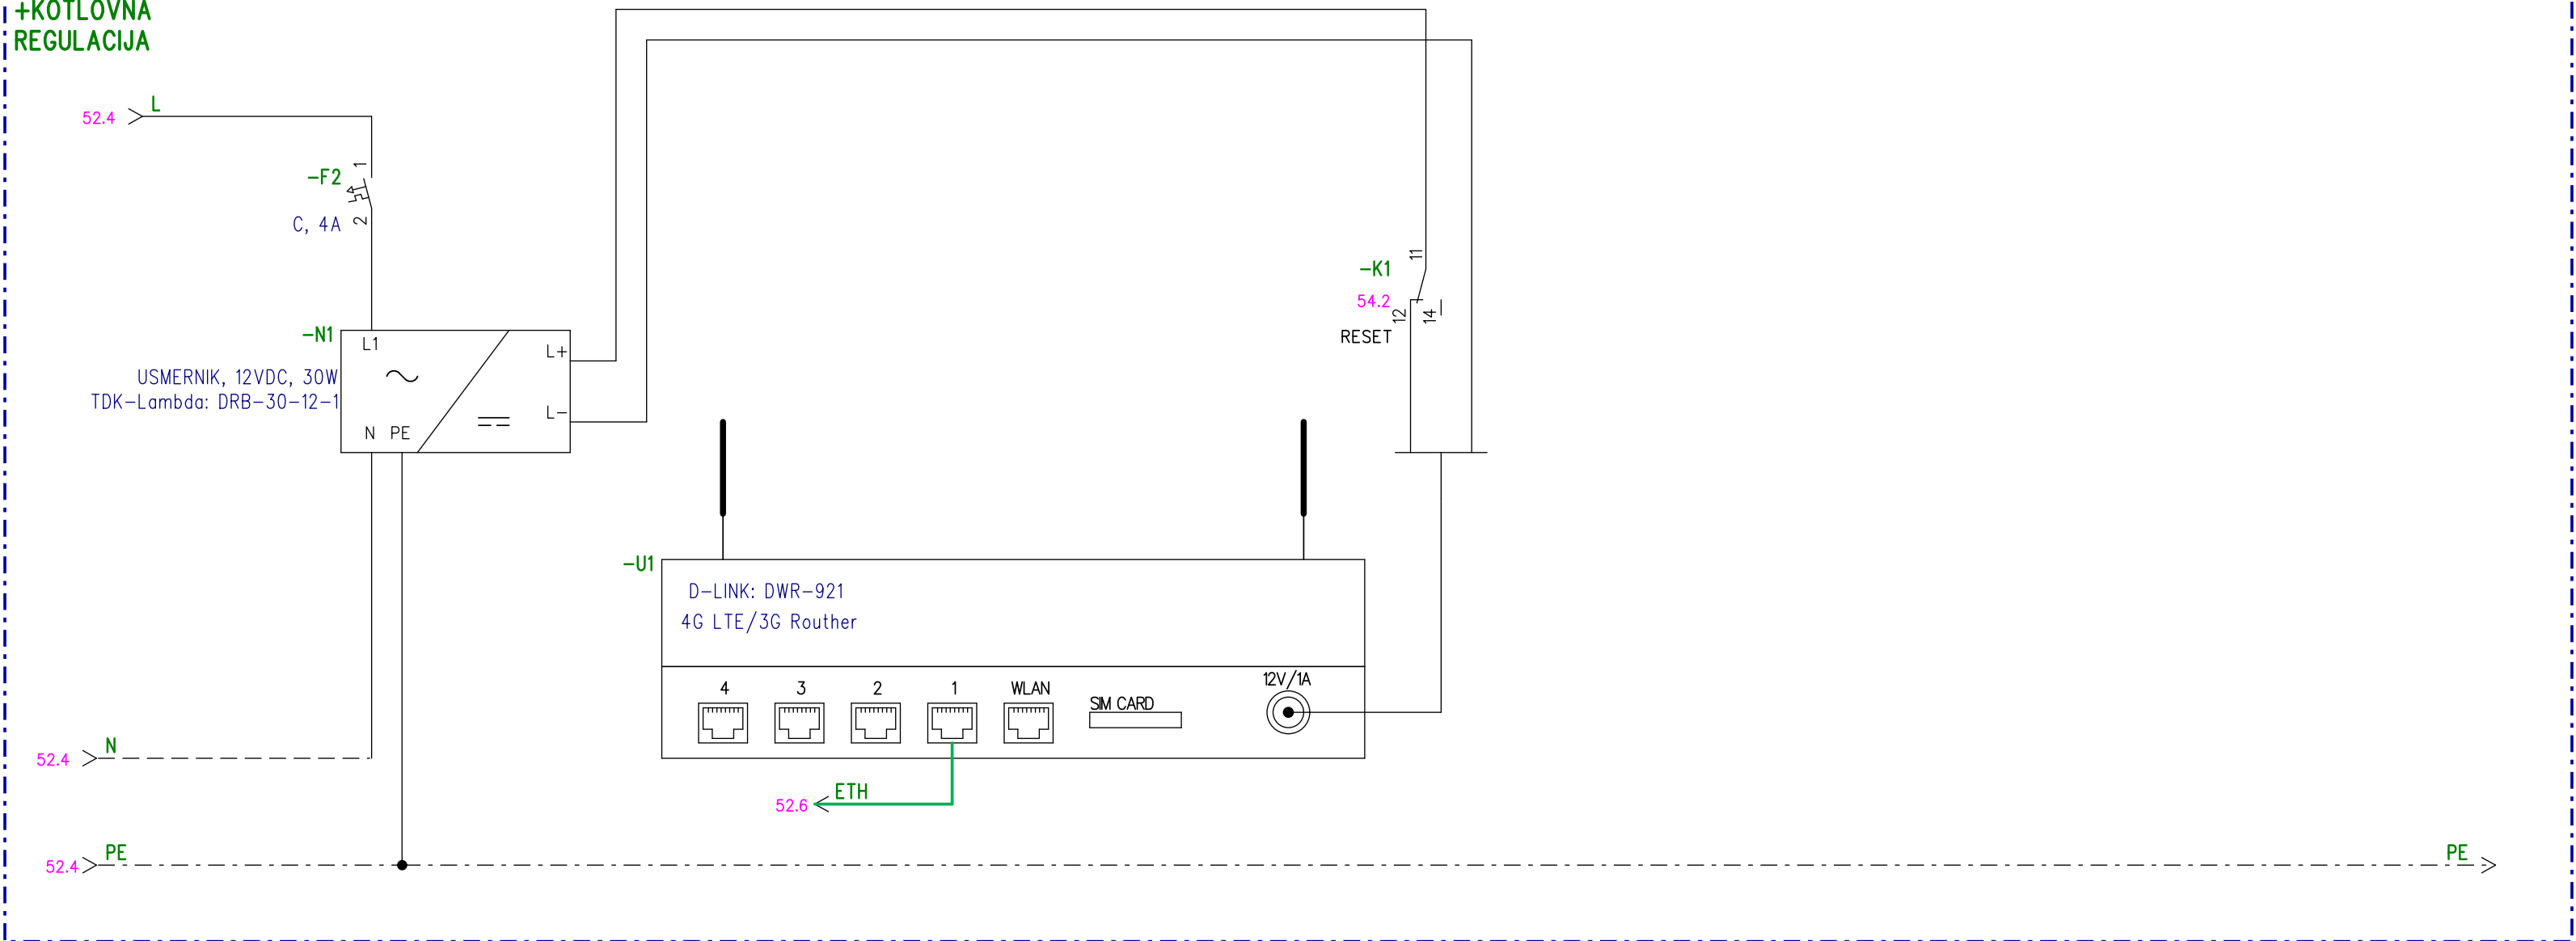 +KOTLOVNA
REGULACIJA
L
52.4
1
-F2
C, 4A
2
11
-K1
54.2
12
14
RESET
-N1
L1
L+
USMERNIK, 12VDC, 30W
TDK-Lambda: DRB-30-12-1
L-
N PE
-U1
D-LINK: DWR-921
4G LTE/3G Routher
4
3
2
1
WLAN
SIM CARD
12V/1A
N
52.4
ETH
52.6
PE
52.4
PE